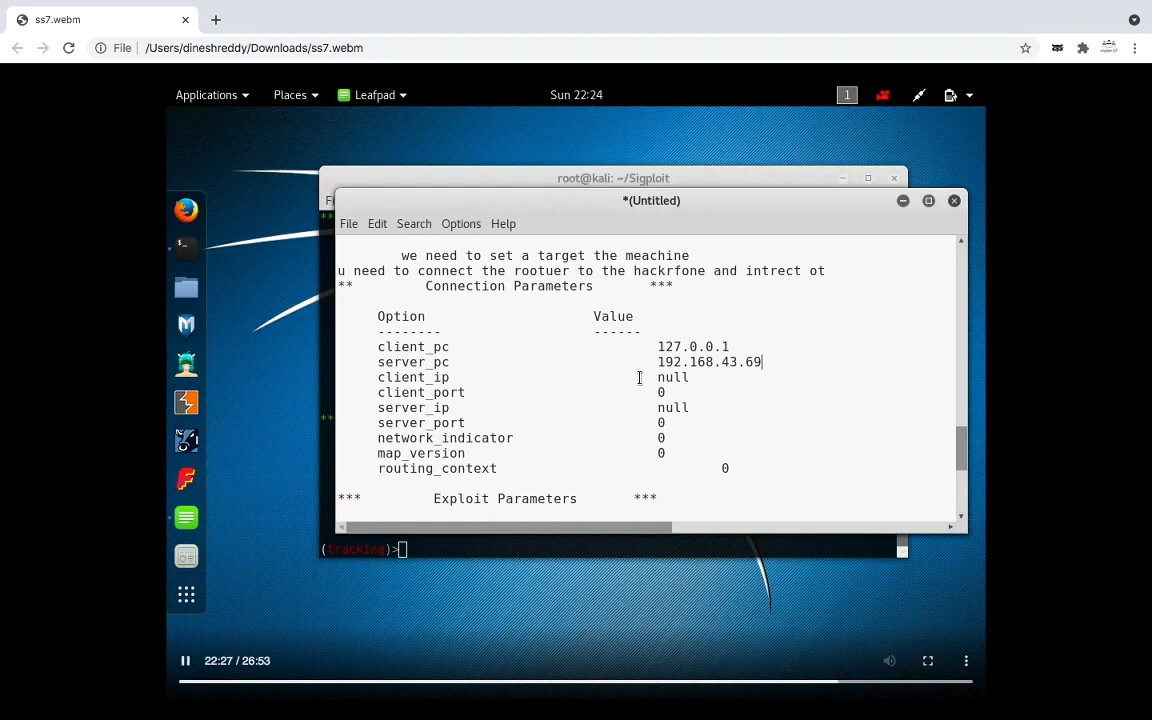 ss7.webm
File /Users/dineshreddy/Downloads/ss7.webm
Applications Places Leafpad Sun 22:24 1
root@kali: ~/Sigploit
*(Untitled)
File Edit Search Options Help
we need to set a target the meachine
u need to connect the rootuer to the hackrfone and intrect ot
** Connection Parameters ***
Option Value
-------- ------
client_pc 127.0.0.1
server_pc 192.168.43.69
client_ip null
client_port 0
server_ip null
server_port 0
network_indicator 0
map_version 0
routing_context 0
*** Exploit Parameters ***
(tracking)>
22:27 / 26:53